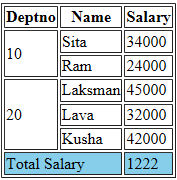 Deptno Name Salary
10 Sita 34000
Ram 24000
20 Laksman 45000
Lava 32000
Kusha 42000
Total Salary 1222